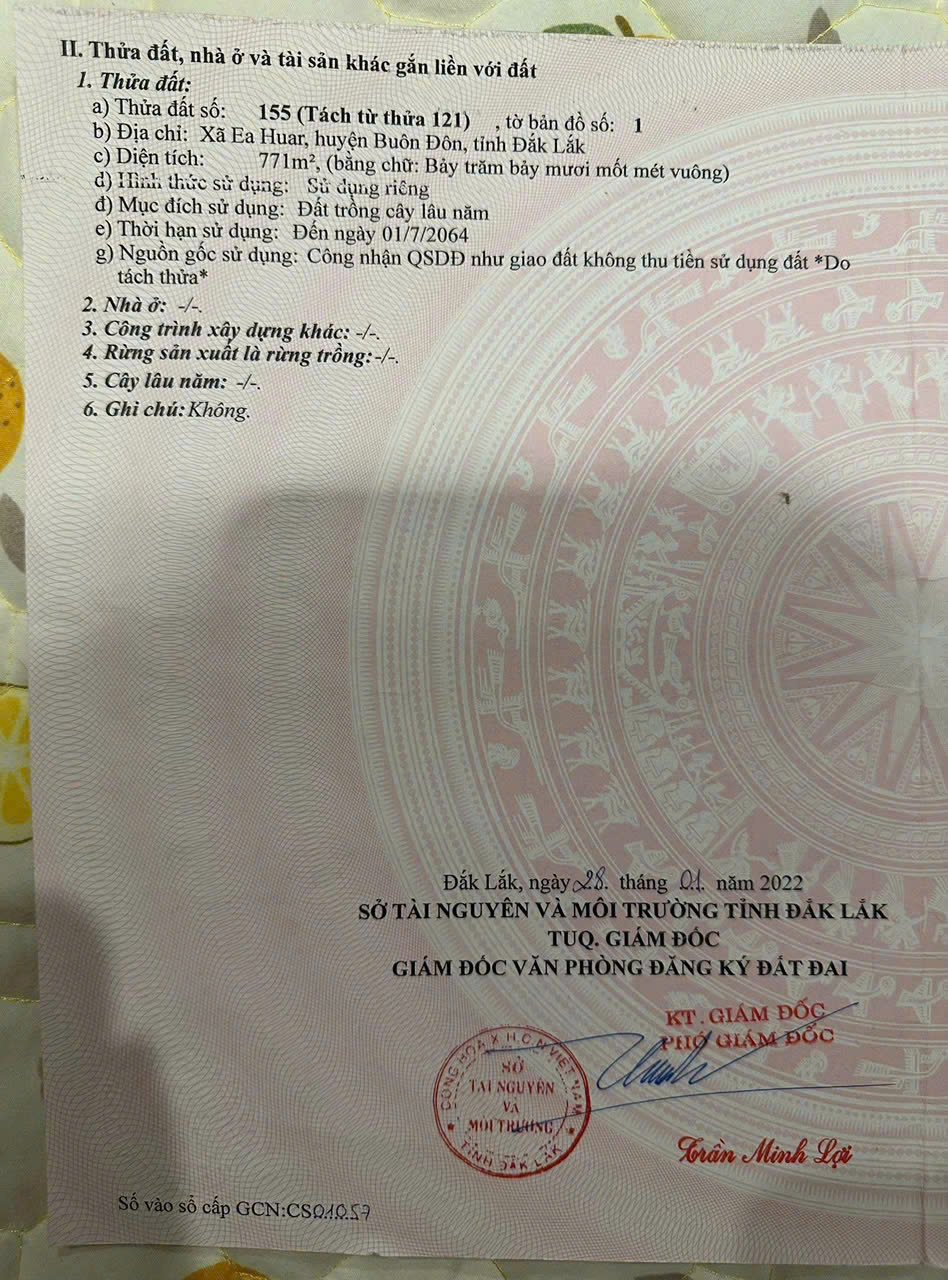 II. Thửa đất, nhà ở và tài sản khác gắn liền với đất
1. Thửa đất:
a) Thửa đất số: 155 (Tách từ thửa 121) , tờ bản đồ số: 1
b) Địa chỉ: Xã Ea Huar, huyện Buôn Đôn, tỉnh Đắk Lắk
c) Diện tích: 771m², (bằng chữ: Bảy trăm bảy mươi mốt mét vuông)
d) Hình thức sử dụng: Sử dụng riêng
đ) Mục đích sử dụng: Đất trồng cây lâu năm
e) Thời hạn sử dụng: Đến ngày 01/7/2064
g) Nguồn gốc sử dụng: Công nhận QSDĐ như giao đất không thu tiền sử dụng đất *Do
tách thửa*
2. Nhà ở: -/-.
3. Công trình xây dựng khác: -/-.
4. Rừng sản xuất là rừng trồng:-/-.
5. Cây lâu năm: -/-.
6. Ghi chú: Không.
Đắk Lắk, ngày 28. tháng 01. năm 2022
SỞ TÀI NGUYÊN VÀ MÔI TRƯỜNG TỈNH ĐẮK LẮK
TUQ. GIÁM ĐỐC
GIÁM ĐỐC VĂN PHÒNG ĐĂNG KÝ ĐẤT ĐAI
KT. GIÁM ĐỐC
PHÓ GIÁM ĐỐC
CỘNG HÒA X.H.C.N VIỆT NAM
SỞ
TÀI NGUYÊN
VÀ
MÔI TRƯỜNG
TỈNH ĐẮK LẮK
Trần Minh Lợi
Số vào sổ cấp GCN:CS01057